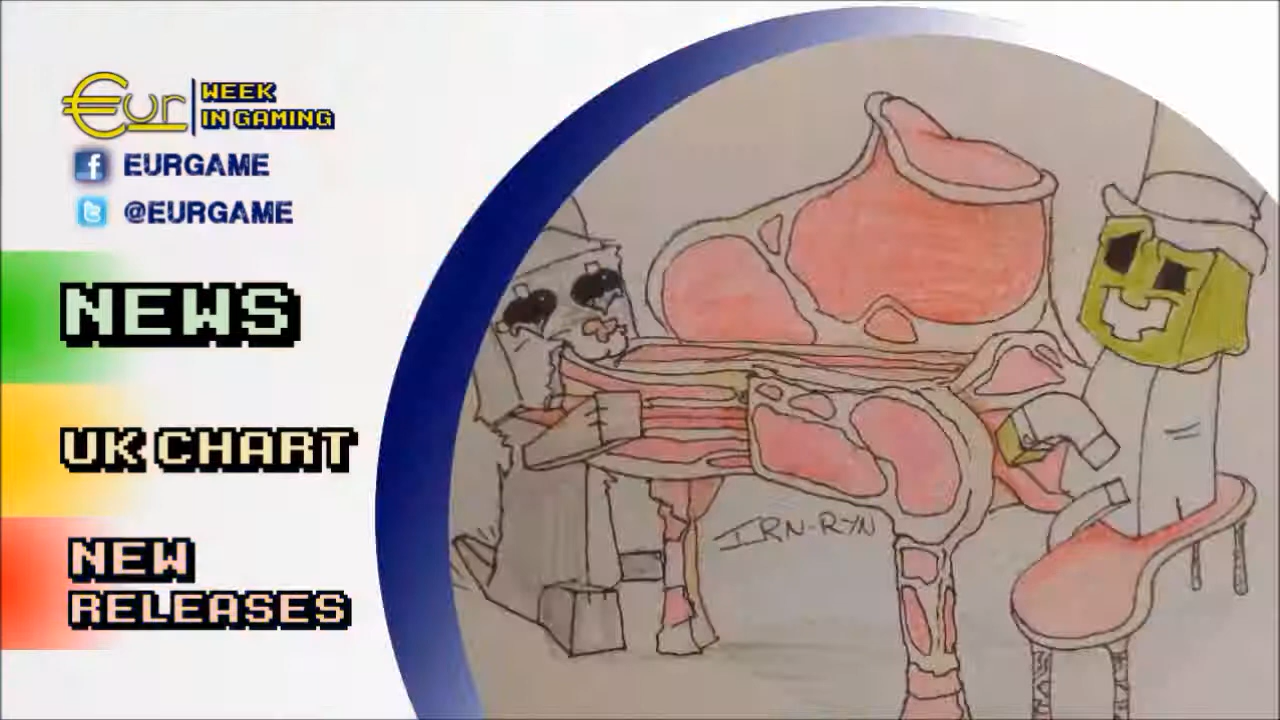 €ur
WEEK
IN GAMING
f EURGAME
@EURGAME
NEWS
UK CHART
NEW
RELEASES
IRN-RYN